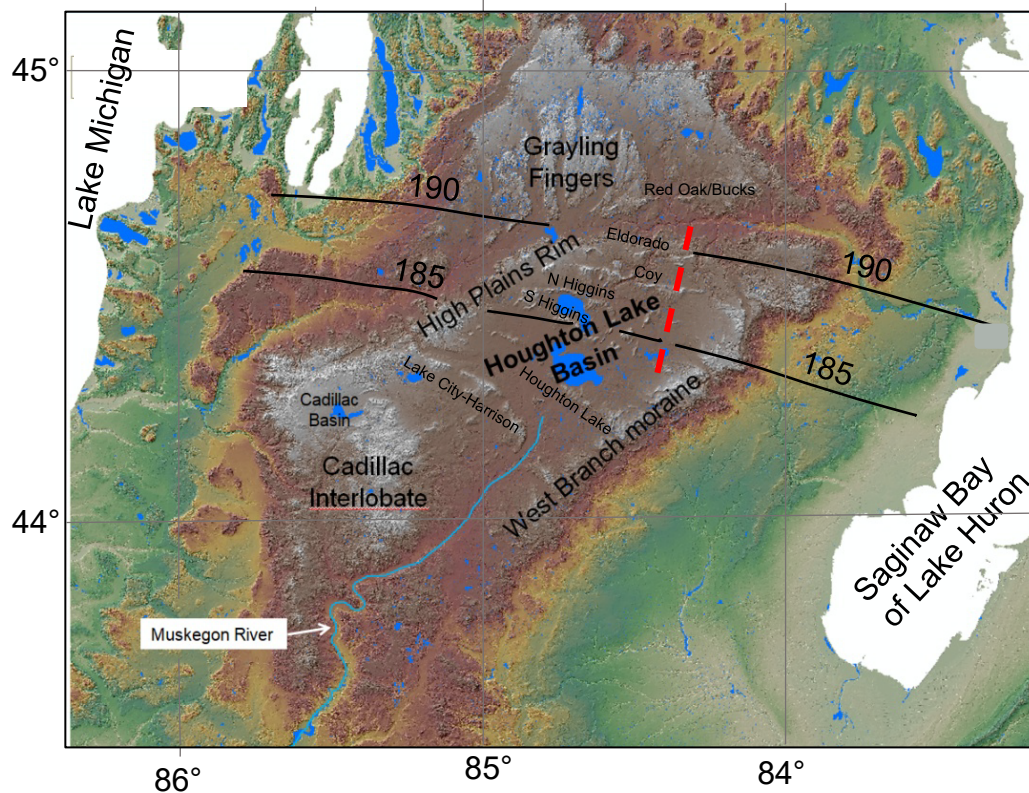 45°
Lake Michigan
Grayling
Fingers
Red Oak/Bucks
190
Eldorado
190
185
High Plains Rim
Coy
N Higgins
S Higgins
Houghton Lake
Basin
185
Lake City-Harrison
Houghton Lake
Cadillac
Basin
West Branch moraine
Cadillac
Interlobate
44°
Saginaw Bay
of Lake Huron
Muskegon River
86°
85°
84°